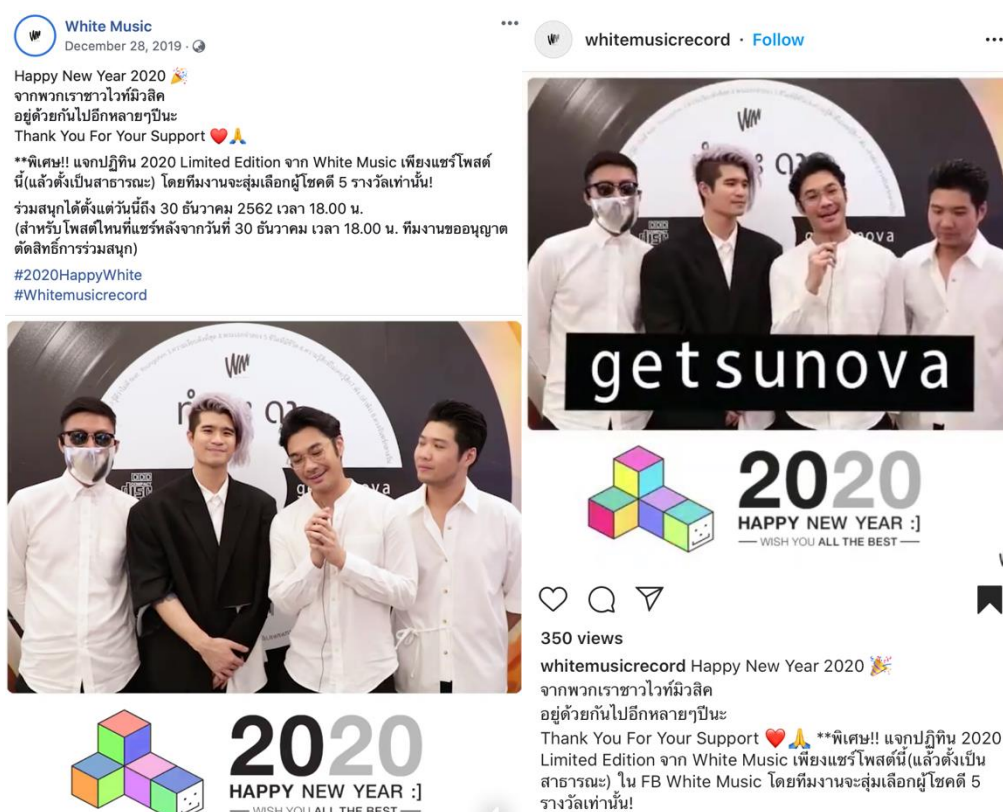 White Music
December 28, 2019 ·
Happy New Year 2020 🎉
จากพวกเราชาวไวท์มิวสิค
อยู่ด้วยกันไปอีกหลายๆปีนะ
Thank You For Your Support ❤️🙏
**พิเศษ!! แจกปฏิทิน 2020 Limited Edition จาก White Music เพียงแชร์โพสต์
นี้(แล้วตั้งเป็นสาธารณะ) โดยทีมงานจะสุ่มเลือกผู้โชคดี 5 รางวัลเท่านั้น!
ร่วมสนุกได้ตั้งแต่วันนี้ถึง 30 ธันวาคม 2562 เวลา 18.00 น.
(สำหรับโพสต์ไหนที่แชร์หลังจากวันที่ 30 ธันวาคม เวลา 18.00 น. ทีมงานขออนุญาต
ตัดสิทธิ์การร่วมสนุก)
#2020HappyWhite
#Whitemusicrecord
WM
disc
2020
HAPPY NEW YEAR :]
WISH YOU ALL THE BEST
whitemusicrecord · Follow
WM
disc
getsunova
2020
HAPPY NEW YEAR :]
WISH YOU ALL THE BEST
350 views
whitemusicrecord Happy New Year 2020 🎉
จากพวกเราชาวไวท์มิวสิค
อยู่ด้วยกันไปอีกหลายๆปีนะ
Thank You For Your Support ❤️🙏 **พิเศษ!! แจกปฏิทิน 2020
Limited Edition จาก White Music เพียงแชร์โพสต์นี้(แล้วตั้งเป็น
สาธารณะ) ใน FB White Music โดยทีมงานจะสุ่มเลือกผู้โชคดี 5
รางวัลเท่านั้น!